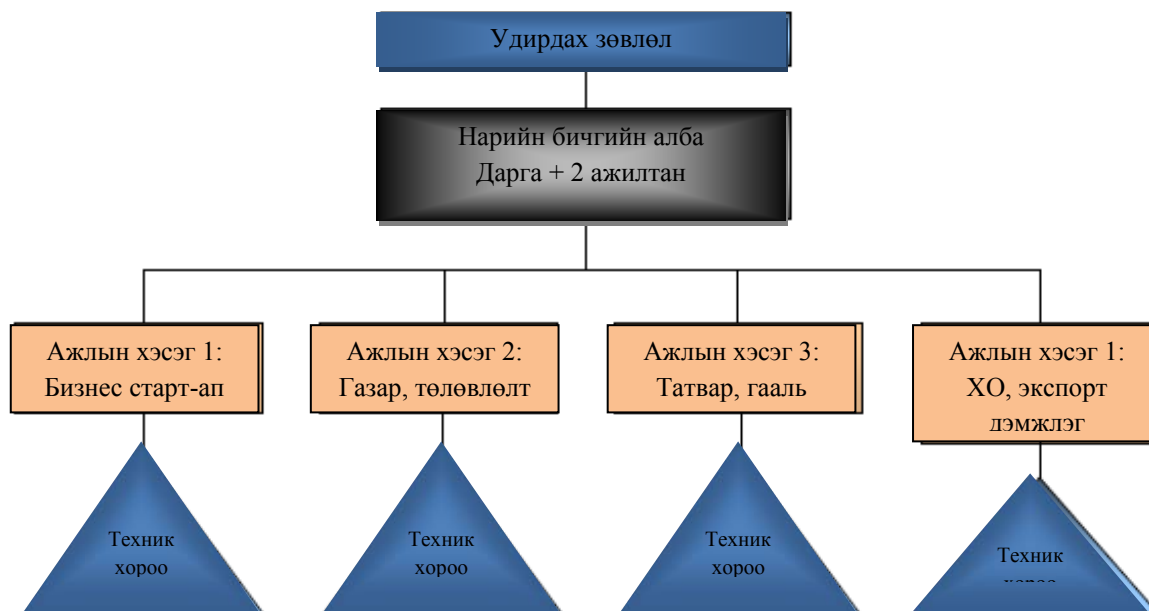 Удирдах зөвлөл
Нарийн бичгийн алба
Дарга + 2 ажилтан
Ажлын хэсэг 1:
Бизнес старт-ап
Ажлын хэсэг 2:
Газар, төлөвлөлт
Ажлын хэсэг 3:
Татвар, гааль
Ажлын хэсэг 1:
ХО, экспорт
дэмжлэг
Техник
хороо
Техник
хороо
Техник
хороо
Техник
хороо